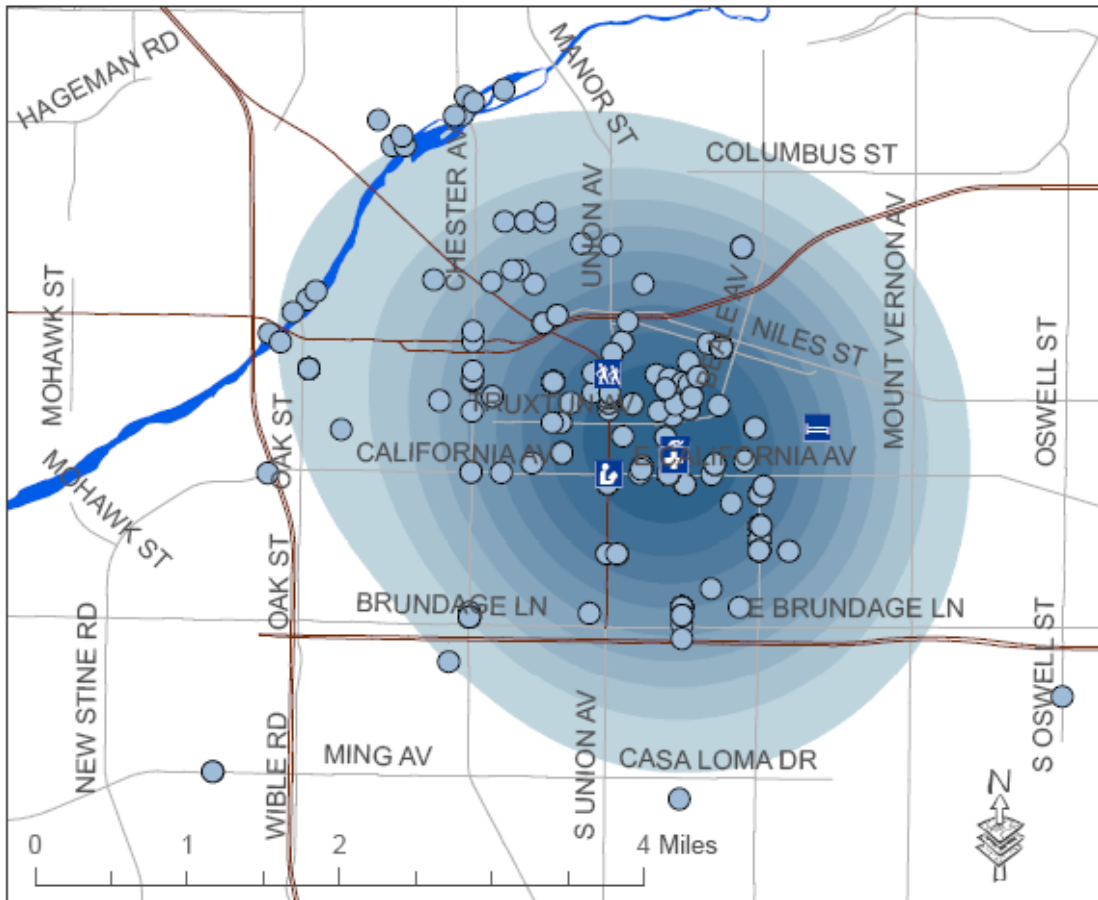 HAGEMAN RD
MANOR ST
CHESTER AV
UNION AV
COLUMBUS ST
MOUNT VERNON AV
MOHAWK ST
BEALE AV
NILES ST
OSWELL ST
TRUXTUN AV
OAK ST
CALIFORNIA AV
E CALIFORNIA AV
MOHAWK ST
OAK ST
BRUNDAGE LN
E BRUNDAGE LN
NEW STINE RD
WIBLE RD
MING AV
S UNION AV
CASA LOMA DR
S OSWELL ST
N
0 1 2 4 Miles